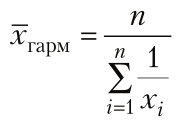 x̄гарм = n / ∑ᵢ₌₁ⁿ 1/xᵢ